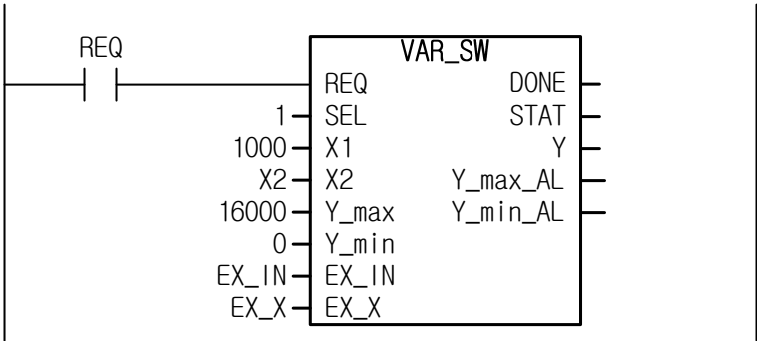 REQ
VAR_SW
REQ DONE
1 SEL STAT
1000 X1 Y
X2 X2 Y_max_AL
16000 Y_max Y_min_AL
0 Y_min
EX_IN EX_IN
EX_X EX_X